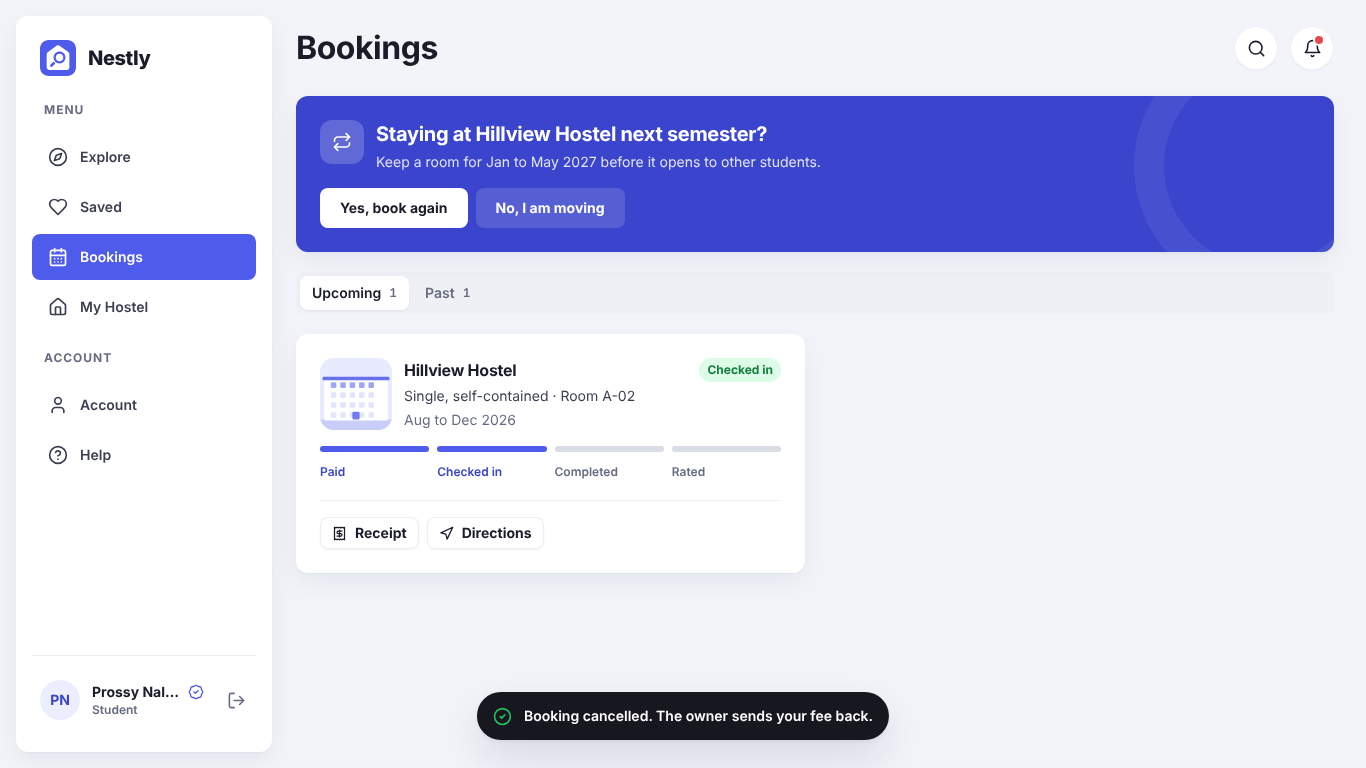 Nestly
MENU
Explore
Saved
Bookings
My Hostel
ACCOUNT
Account
Help
PN
Prossy Nal...
Student
Bookings
Staying at Hillview Hostel next semester?
Keep a room for Jan to May 2027 before it opens to other students.
Yes, book again
No, I am moving
Upcoming 1
Past 1
Hillview Hostel
Checked in
Single, self-contained · Room A-02
Aug to Dec 2026
Paid
Checked in
Completed
Rated
Receipt
Directions
Booking cancelled. The owner sends your fee back.